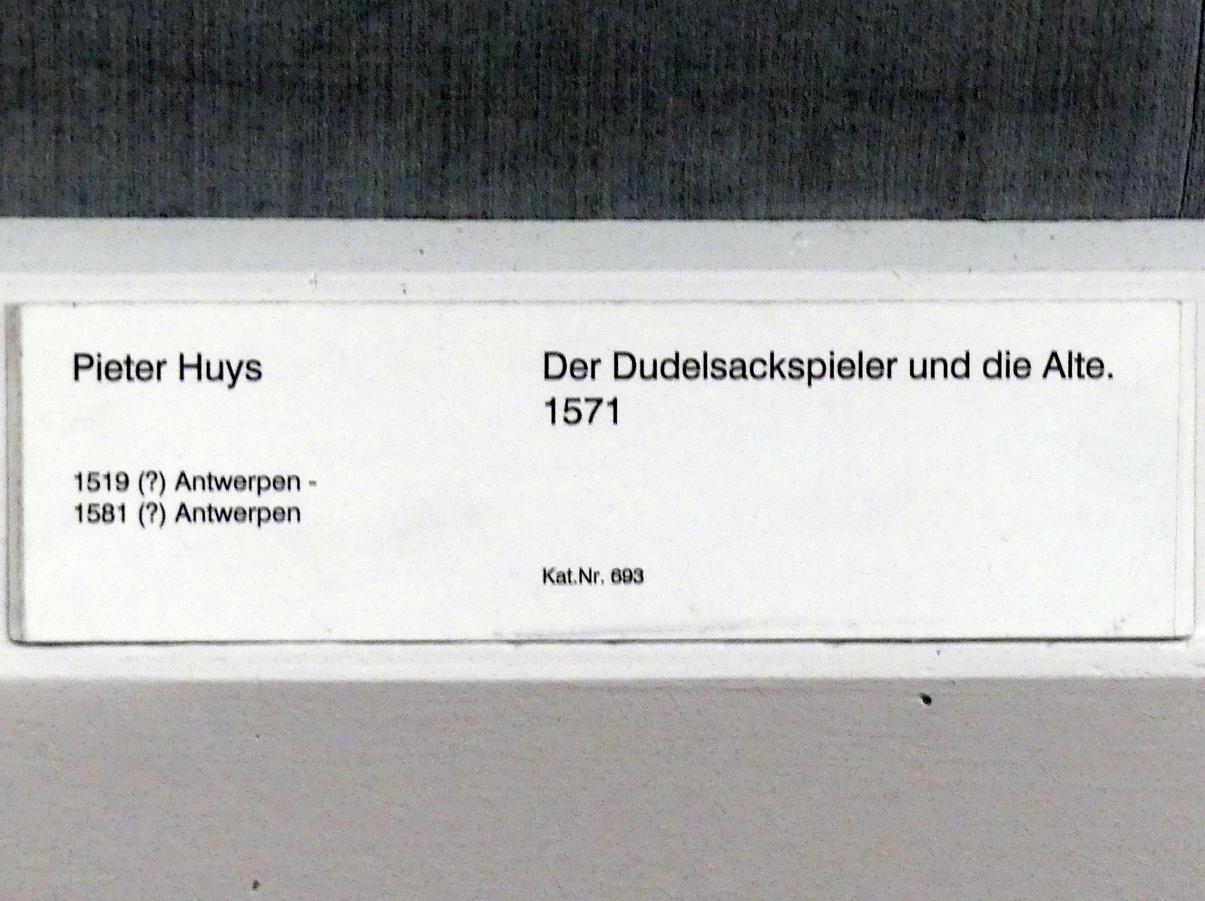 Pieter Huys
1519 (?) Antwerpen -
1581 (?) Antwerpen
Der Dudelsackspieler und die Alte.
1571
Kat.Nr. 693